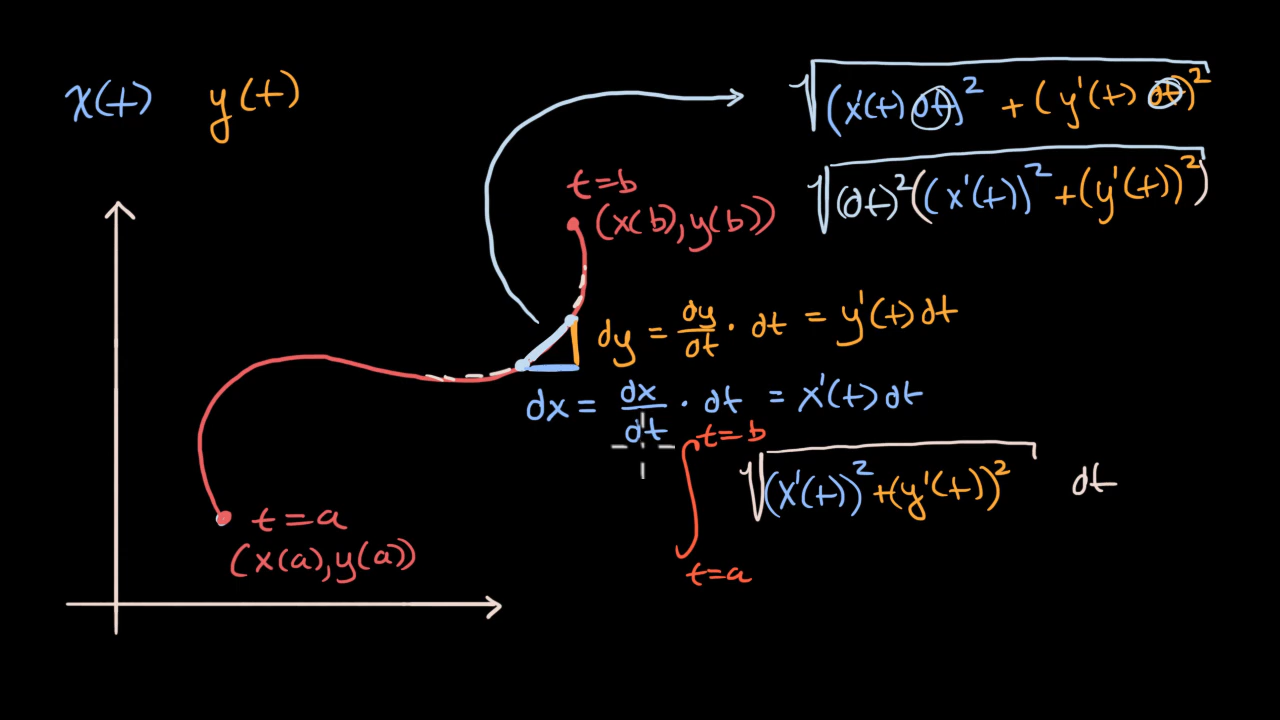 x(t) y(t)
√((x'(t) dt)² + (y'(t) dt)²)
√((dt)²((x'(t))² + (y'(t))²))
t=b
(x(b), y(b))
dy = dy/dt · dt = y'(t) dt
dx = dx/dt · dt = x'(t) dt
t=b
∫ √((x'(t))² + (y'(t))²) dt
t=a
t=a
(x(a), y(a))